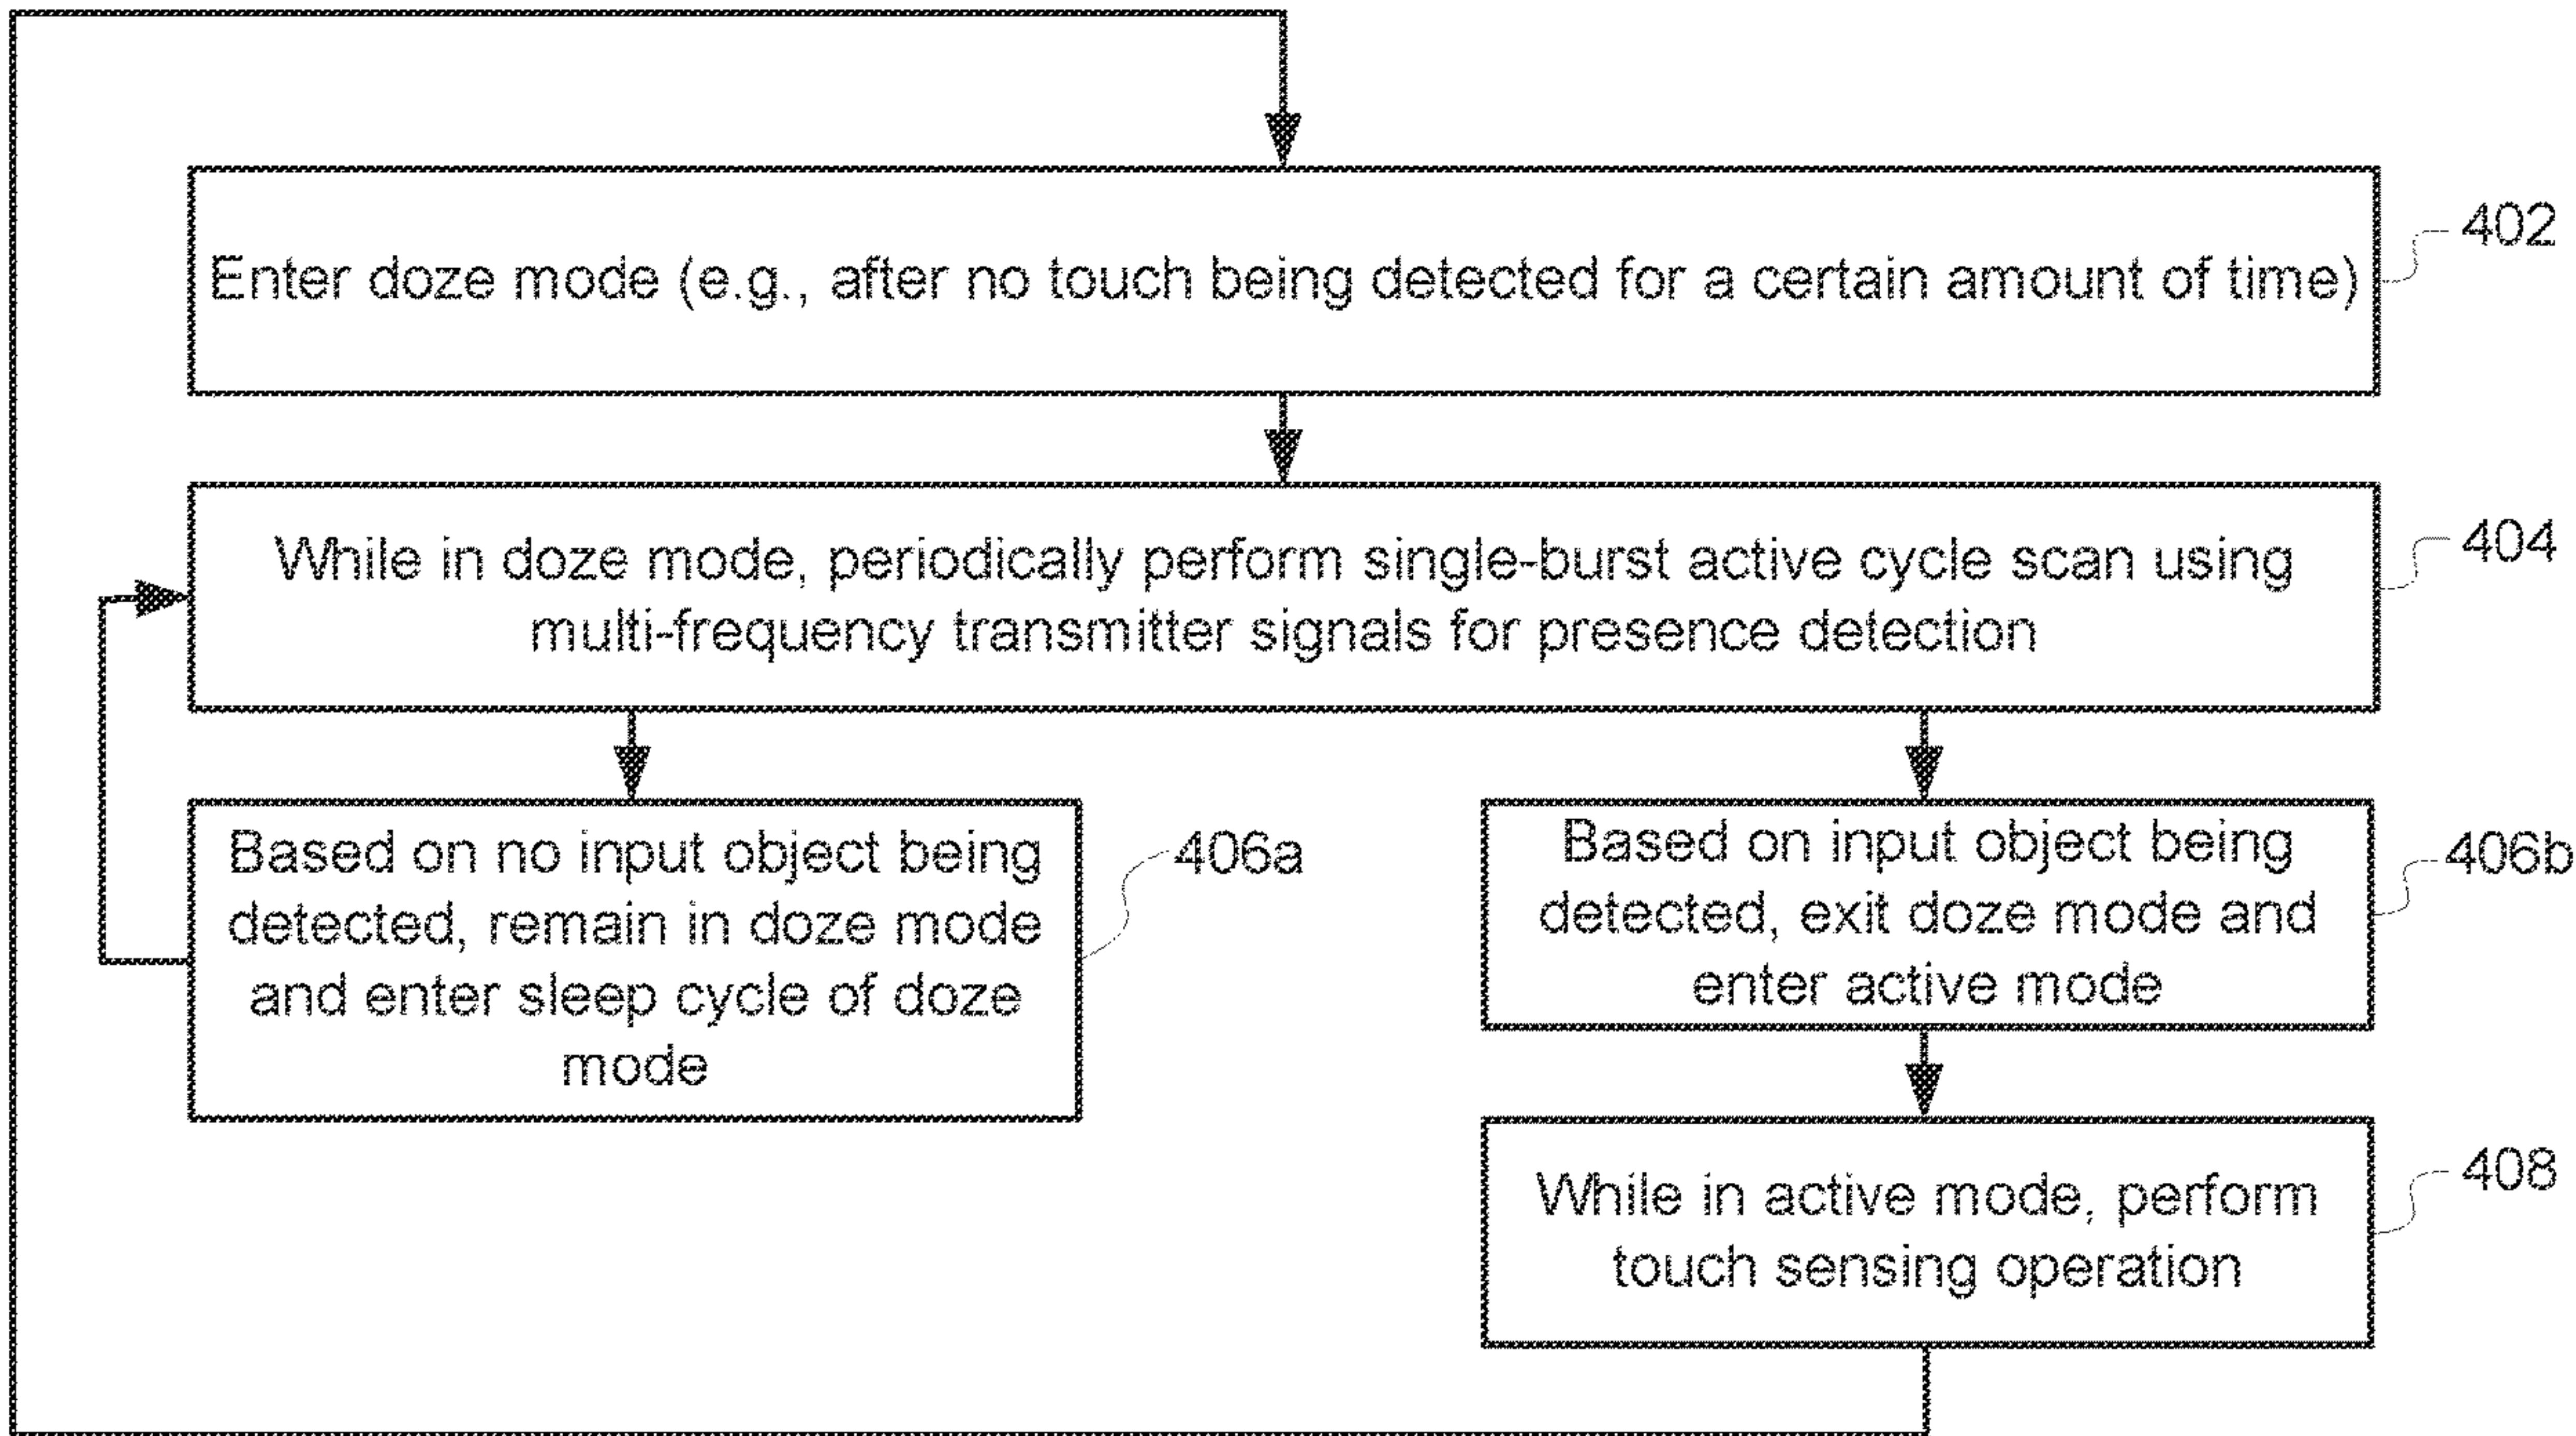 Enter doze mode (e.g., after no touch being detected for a certain amount of time)
402
While in doze mode, periodically perform single-burst active cycle scan using
multi-frequency transmitter signals for presence detection
404
Based on no input object being
detected, remain in doze mode
and enter sleep cycle of doze
mode
406a
Based on input object being
detected, exit doze mode and
enter active mode
406b
While in active mode, perform
touch sensing operation
408